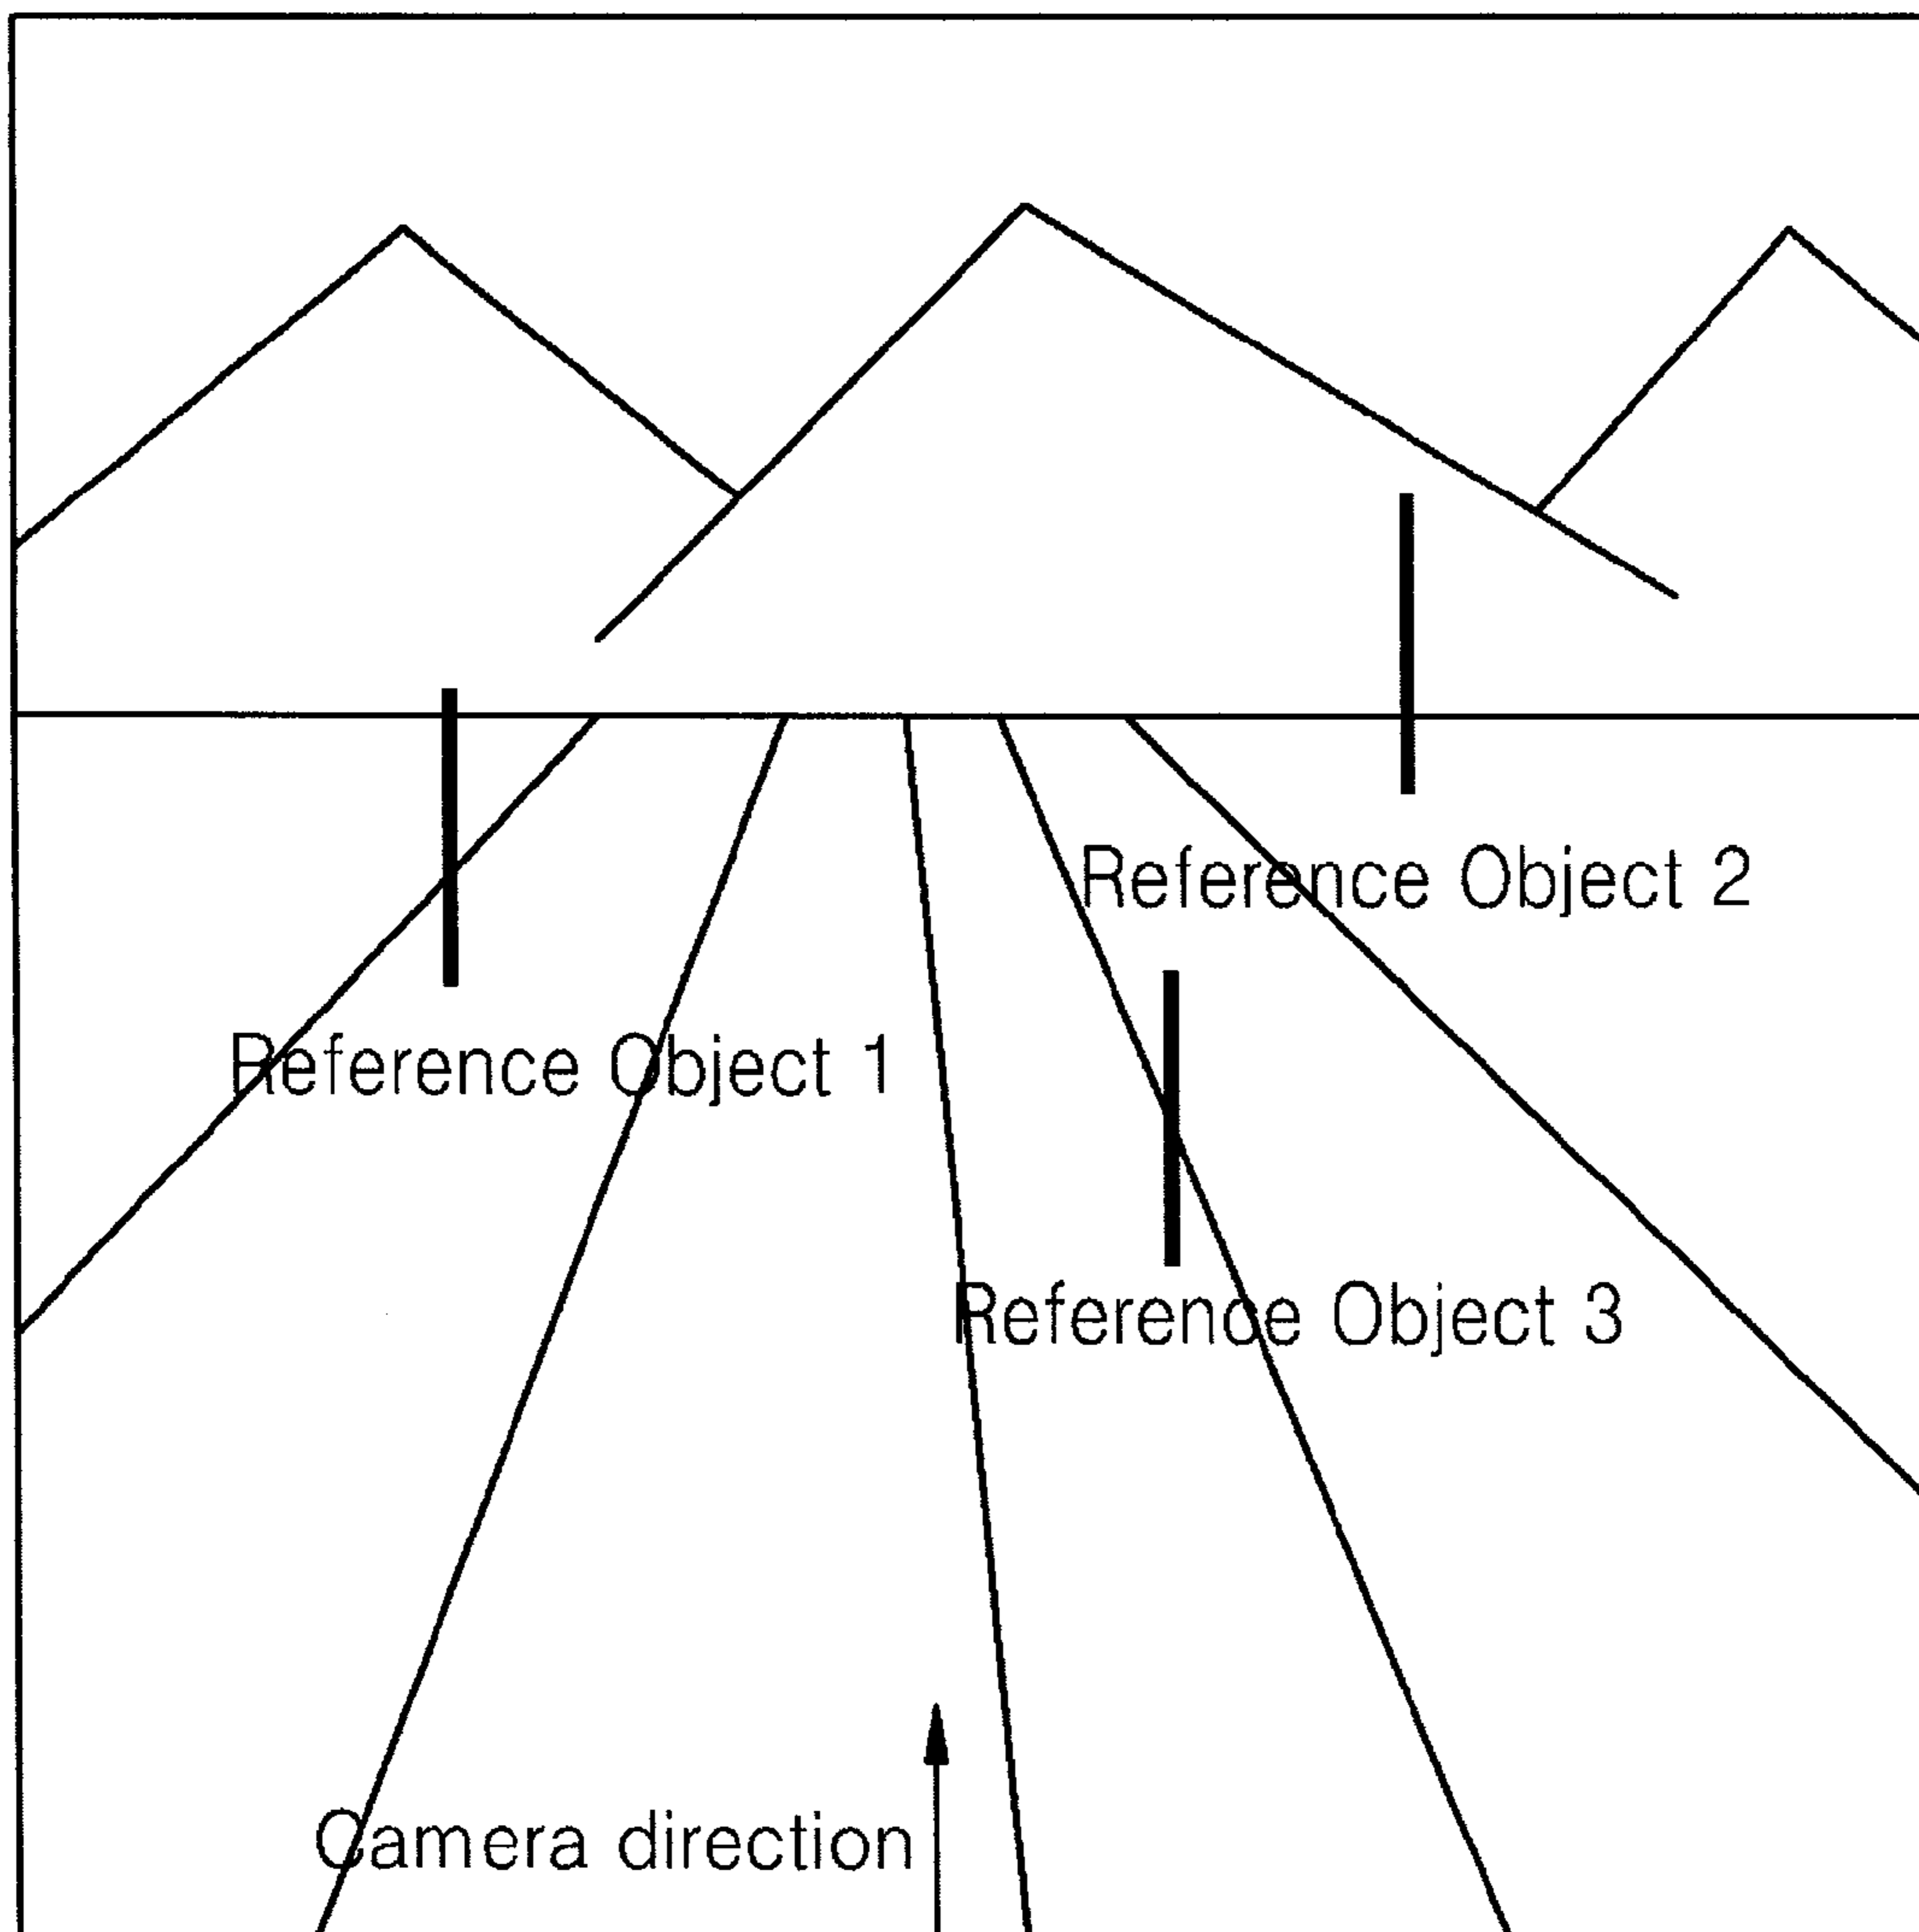 Reference Object 2
Reference Object 1
Reference Object 3
Camera direction